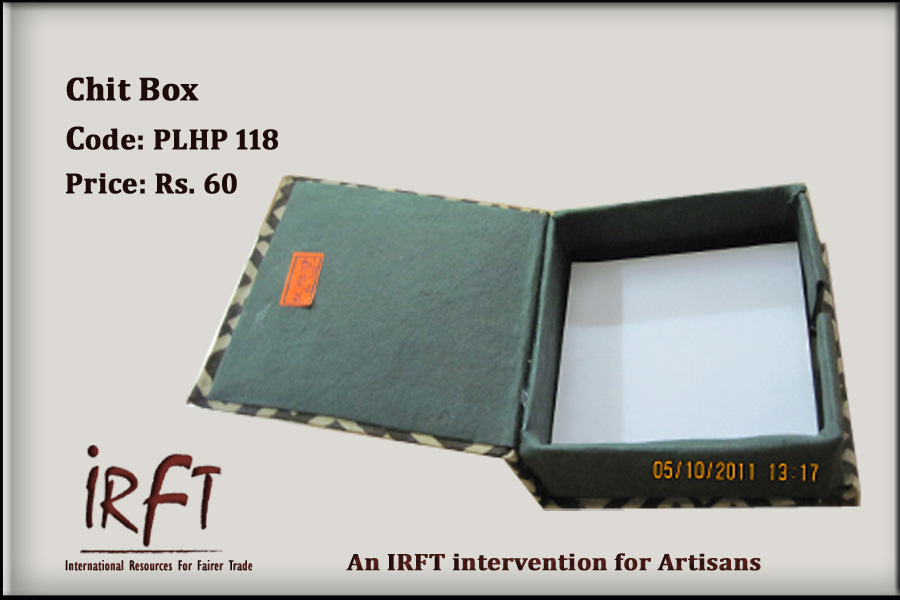 Chit Box
Code: PLHP 118
Price: Rs. 60
05/10/2011 13:17
iRFT
International Resources For Fairer Trade
An IRFT intervention for Artisans